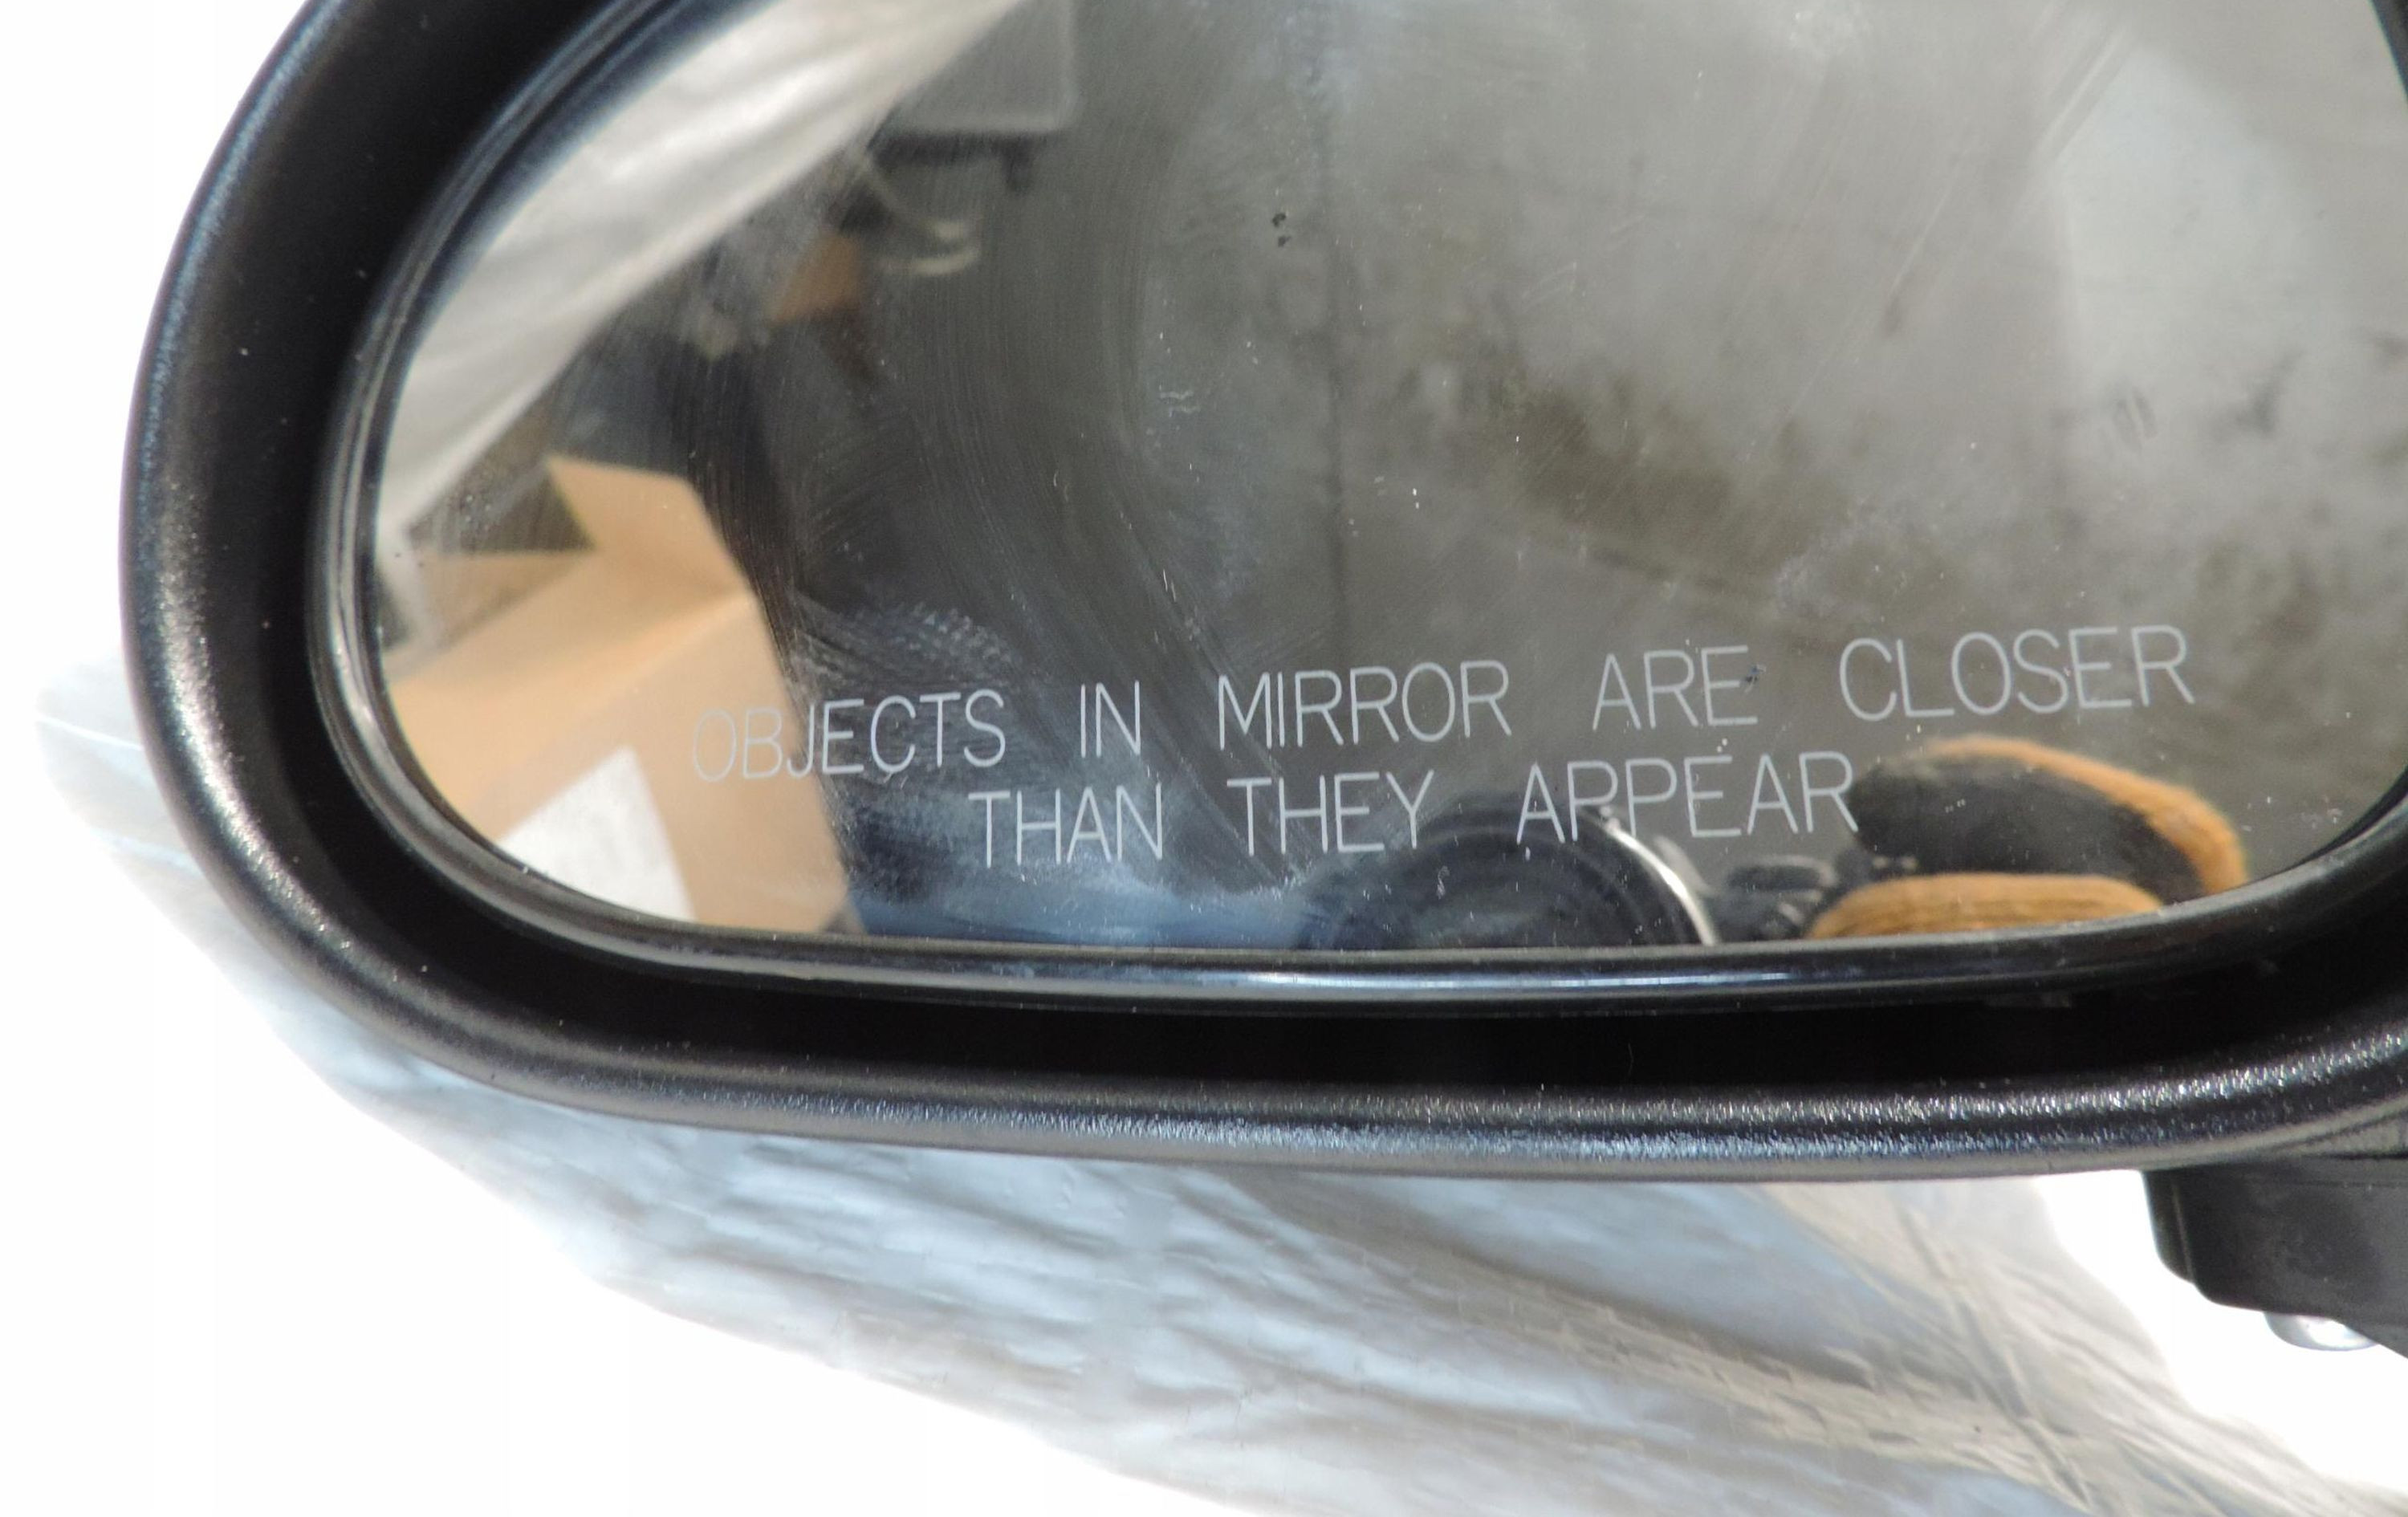 OBJECTS IN MIRROR ARE CLOSER
THAN THEY APPEAR